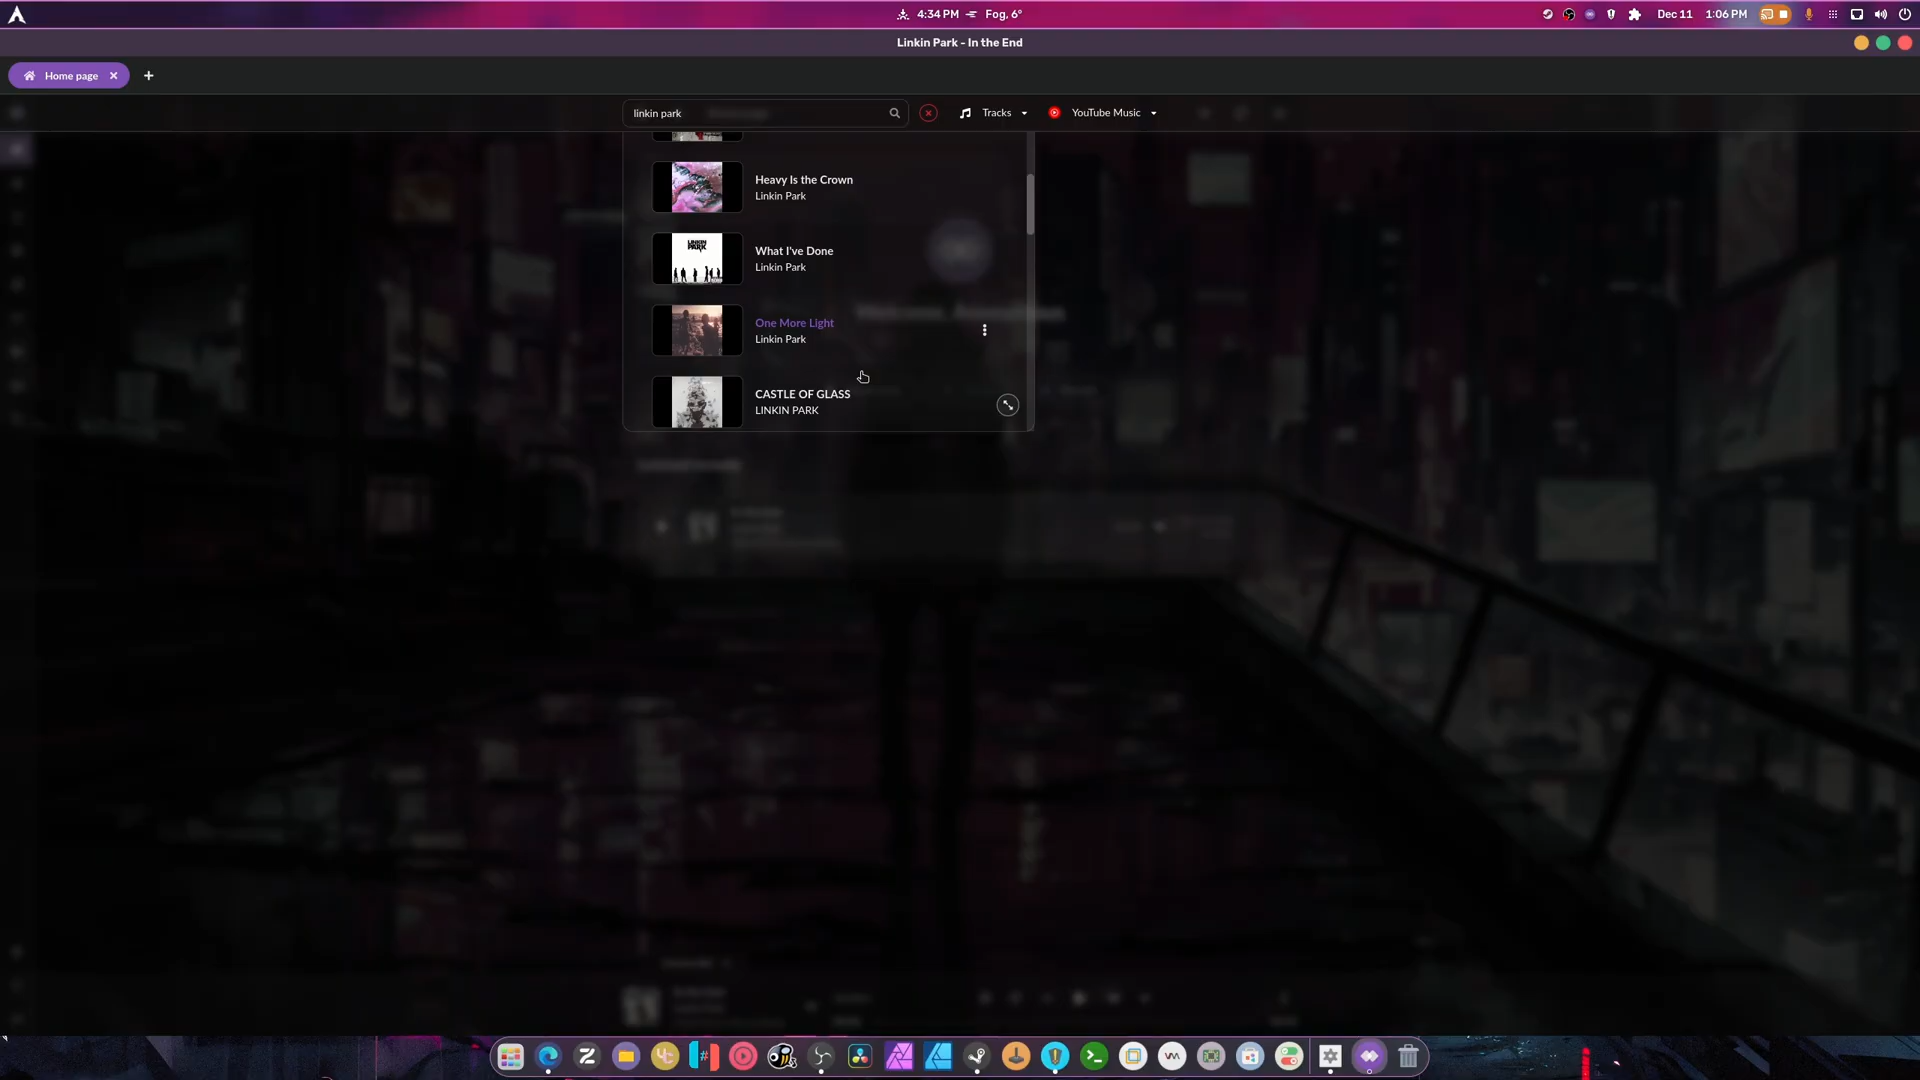 4:34 PM Fog, 6°
Dec 11 1:06 PM
Linkin Park - In the End
Home page
linkin park
Tracks
YouTube Music
Heavy Is the Crown
Linkin Park
LINKIN PARK
What I've Done
Linkin Park
One More Light
Linkin Park
CASTLE OF GLASS
LINKIN PARK